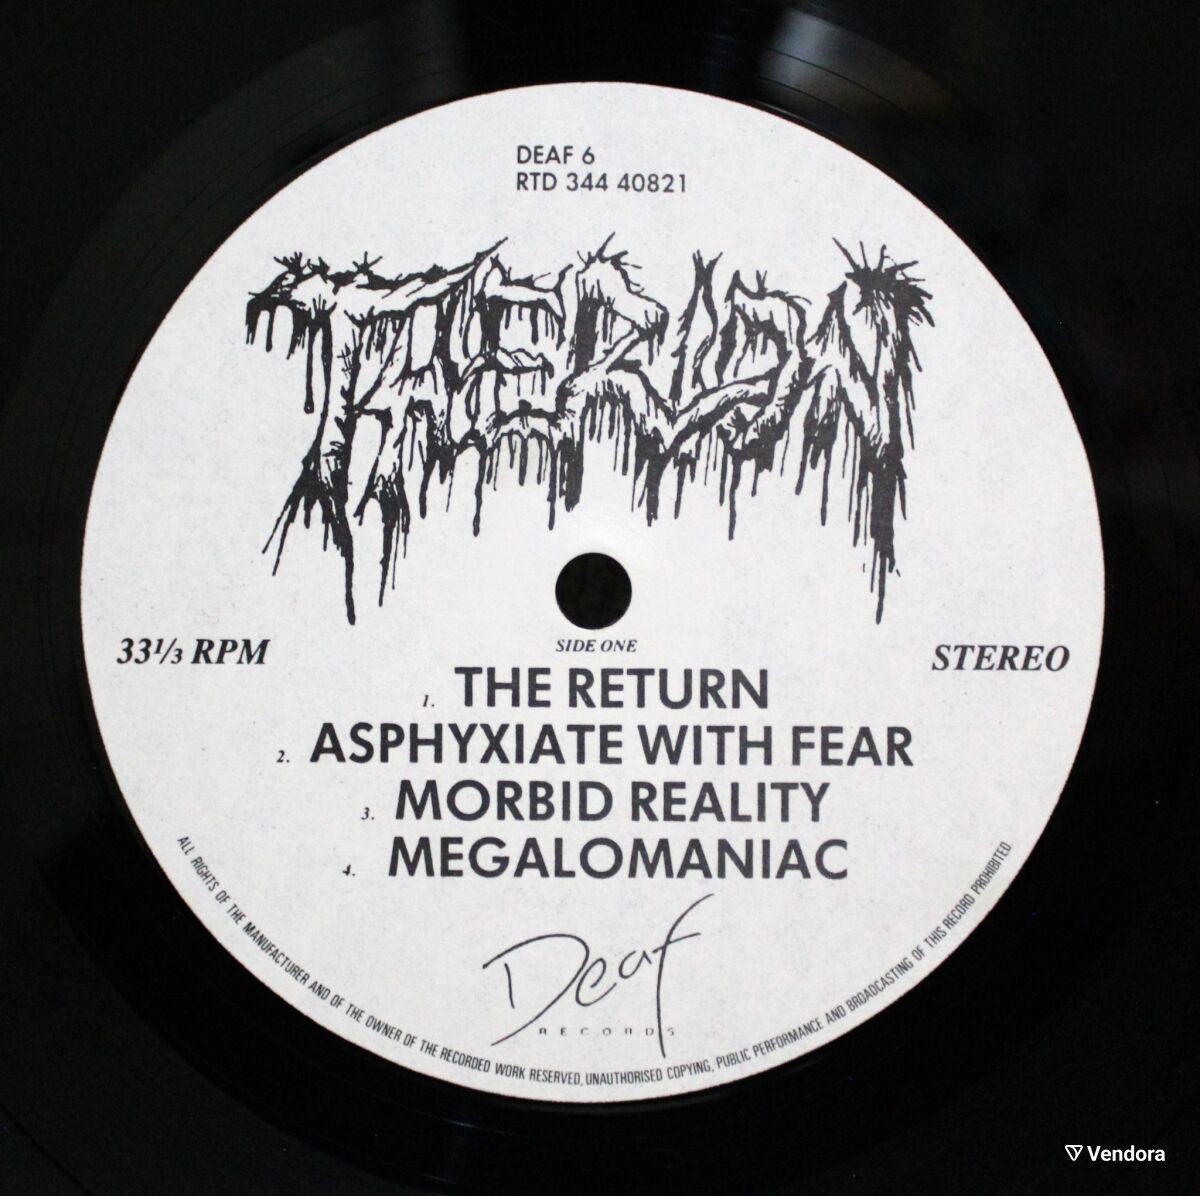 DEAF 6
RTD 344 40821
THERION
33⅓ RPM
SIDE ONE
STEREO
1. THE RETURN
2. ASPHYXIATE WITH FEAR
3. MORBID REALITY
4. MEGALOMANIAC
Deaf
RECORDS
ALL RIGHTS OF THE MANUFACTURER AND OF THE OWNER OF THE RECORDED WORK RESERVED, UNAUTHORISED COPYING, PUBLIC PERFORMANCE AND BROADCASTING OF THIS RECORD PROHIBITED.
Vendora